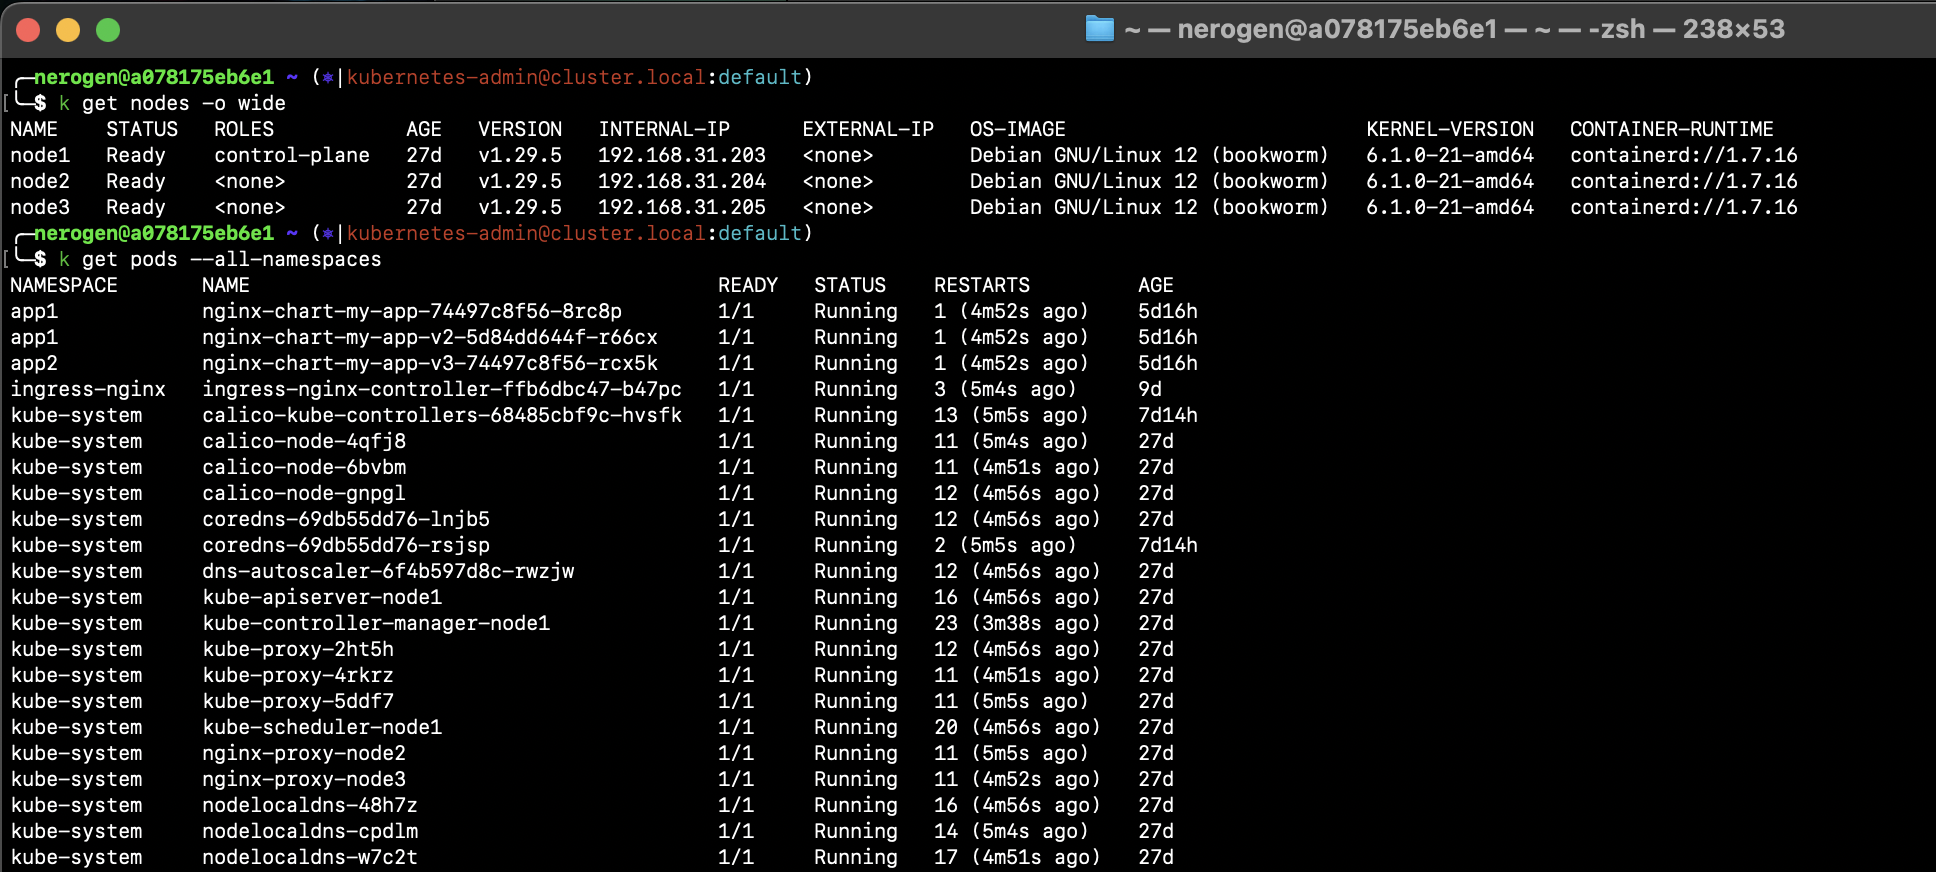 ~ — nerogen@a078175eb6e1 — ~ — -zsh — 238×53
╭─nerogen@a078175eb6e1 ~ (⎈|kubernetes-admin@cluster.local:default)
[╰─$ k get nodes -o wide
NAME    STATUS   ROLES           AGE   VERSION   INTERNAL-IP      EXTERNAL-IP   OS-IMAGE                         KERNEL-VERSION   CONTAINER-RUNTIME
node1   Ready    control-plane   27d   v1.29.5   192.168.31.203   <none>        Debian GNU/Linux 12 (bookworm)   6.1.0-21-amd64   containerd://1.7.16
node2   Ready    <none>          27d   v1.29.5   192.168.31.204   <none>        Debian GNU/Linux 12 (bookworm)   6.1.0-21-amd64   containerd://1.7.16
node3   Ready    <none>          27d   v1.29.5   192.168.31.205   <none>        Debian GNU/Linux 12 (bookworm)   6.1.0-21-amd64   containerd://1.7.16
╭─nerogen@a078175eb6e1 ~ (⎈|kubernetes-admin@cluster.local:default)
[╰─$ k get pods --all-namespaces
NAMESPACE       NAME                                       READY   STATUS    RESTARTS        AGE
app1            nginx-chart-my-app-74497c8f56-8rc8p        1/1     Running   1 (4m52s ago)   5d16h
app1            nginx-chart-my-app-v2-5d84dd644f-r66cx     1/1     Running   1 (4m52s ago)   5d16h
app2            nginx-chart-my-app-v3-74497c8f56-rcx5k     1/1     Running   1 (4m52s ago)   5d16h
ingress-nginx   ingress-nginx-controller-ffb6dbc47-b47pc   1/1     Running   3 (5m4s ago)    9d
kube-system     calico-kube-controllers-68485cbf9c-hvsfk   1/1     Running   13 (5m5s ago)   7d14h
kube-system     calico-node-4qfj8                          1/1     Running   11 (5m4s ago)   27d
kube-system     calico-node-6bvbm                          1/1     Running   11 (4m51s ago)  27d
kube-system     calico-node-gnpgl                          1/1     Running   12 (4m56s ago)  27d
kube-system     coredns-69db55dd76-lnjb5                   1/1     Running   12 (4m56s ago)  27d
kube-system     coredns-69db55dd76-rsjsp                   1/1     Running   2 (5m5s ago)    7d14h
kube-system     dns-autoscaler-6f4b597d8c-rwzjw            1/1     Running   12 (4m56s ago)  27d
kube-system     kube-apiserver-node1                       1/1     Running   16 (4m56s ago)  27d
kube-system     kube-controller-manager-node1              1/1     Running   23 (3m38s ago)  27d
kube-system     kube-proxy-2ht5h                           1/1     Running   12 (4m56s ago)  27d
kube-system     kube-proxy-4rkrz                           1/1     Running   11 (4m51s ago)  27d
kube-system     kube-proxy-5ddf7                           1/1     Running   11 (5m5s ago)   27d
kube-system     kube-scheduler-node1                       1/1     Running   20 (4m56s ago)  27d
kube-system     nginx-proxy-node2                          1/1     Running   11 (5m5s ago)   27d
kube-system     nginx-proxy-node3                          1/1     Running   11 (4m52s ago)  27d
kube-system     nodelocaldns-48h7z                         1/1     Running   16 (4m56s ago)  27d
kube-system     nodelocaldns-cpdlm                         1/1     Running   14 (5m4s ago)   27d
kube-system     nodelocaldns-w7c2t                         1/1     Running   17 (4m51s ago)  27d